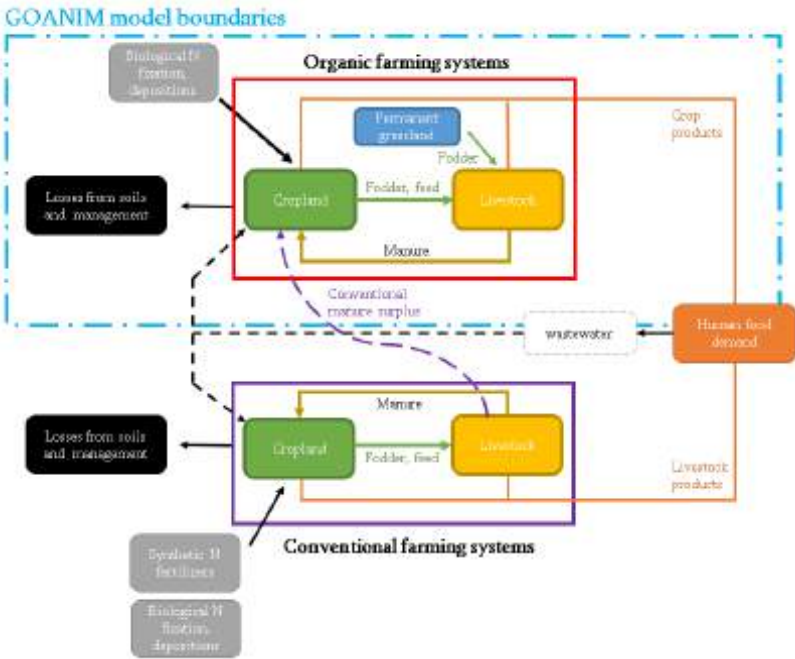 GOANIM model boundaries
Biological N
fixation,
depositions
Organic farming systems
Permanent
grassland
Crop
products
Fodder
Losses from soils
and management
Cropland
Fodder, feed
Livestock
Manure
Conventional
manure surplus
wastewater
Human food
demand
Manure
Losses from soils
and management
Cropland
Fodder, feed
Livestock
Livestock
products
Conventional farming systems
Synthetic N
fertilizers
Biological N
fixation,
depositions